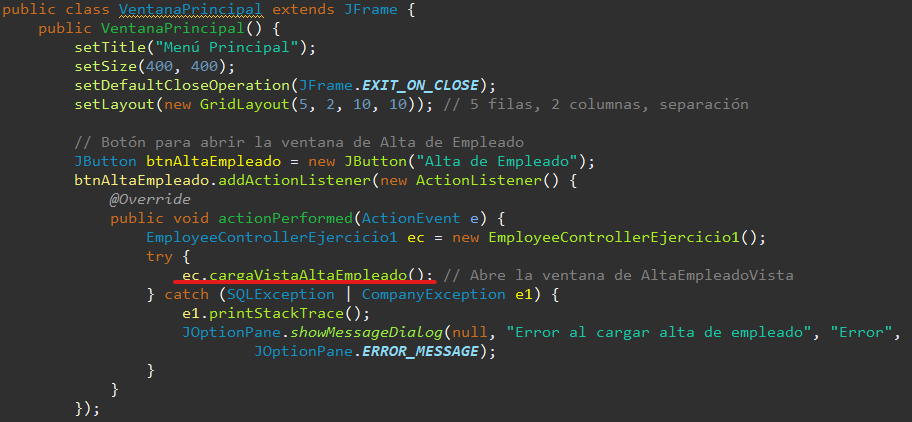 public class VentanaPrincipal extends JFrame {
    public VentanaPrincipal() {
        setTitle("Menú Principal");
        setSize(400, 400);
        setDefaultCloseOperation(JFrame.EXIT_ON_CLOSE);
        setLayout(new GridLayout(5, 2, 10, 10)); // 5 filas, 2 columnas, separación

        // Botón para abrir la ventana de Alta de Empleado
        JButton btnAltaEmpleado = new JButton("Alta de Empleado");
        btnAltaEmpleado.addActionListener(new ActionListener() {
            @Override
            public void actionPerformed(ActionEvent e) {
                EmployeeControllerEjercicio1 ec = new EmployeeControllerEjercicio1();
                try {
                    ec.cargaVistaAltaEmpleado(); // Abre la ventana de AltaEmpleadoVista
                } catch (SQLException | CompanyException e1) {
                    e1.printStackTrace();
                    JOptionPane.showMessageDialog(null, "Error al cargar alta de empleado", "Error",
                            JOptionPane.ERROR_MESSAGE);
                }
            }
        });